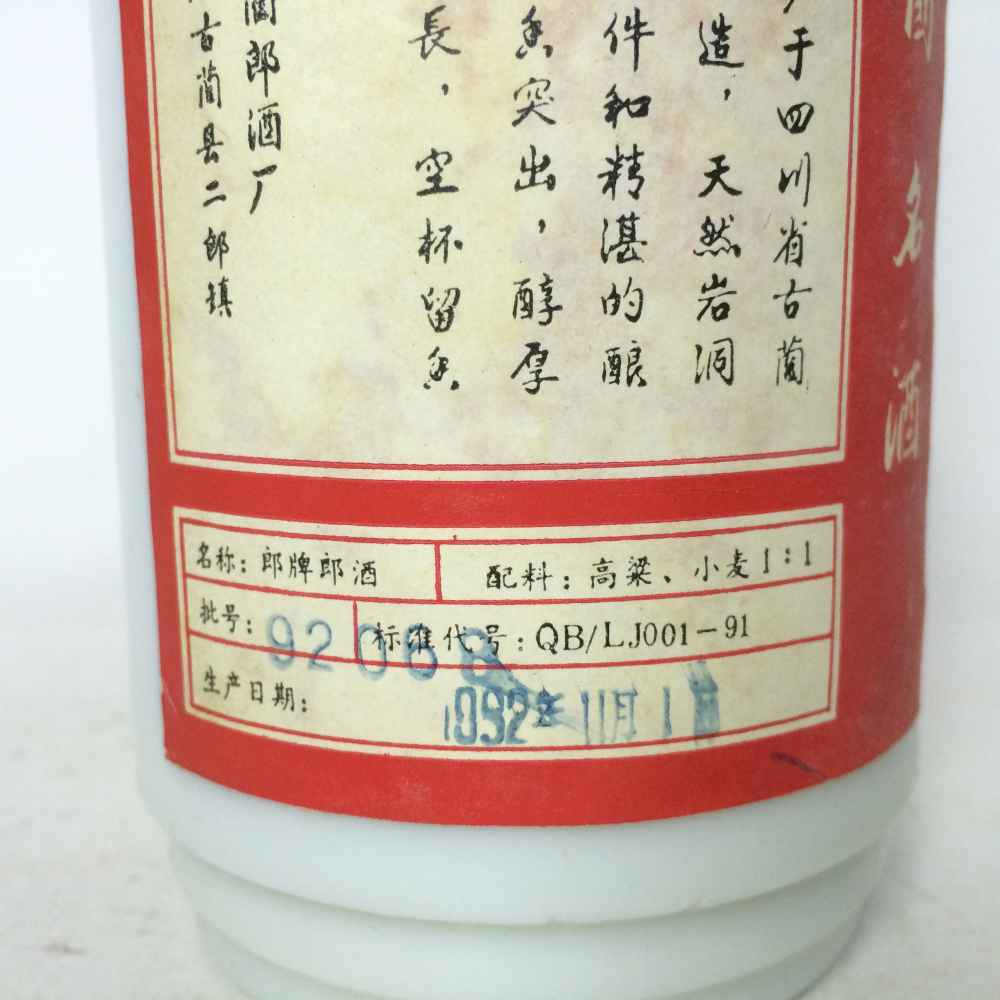 于四川省古蔺
造，天然岩洞
件和精湛的酿
突出，醇厚
長，空杯留香
郎酒厂
古蔺县二郎镇
名酒
名称：郎牌郎酒
配料：高粱、小麦1：1
批号：
标准代号：QB/LJ001-91
生产日期：
1992年11月1